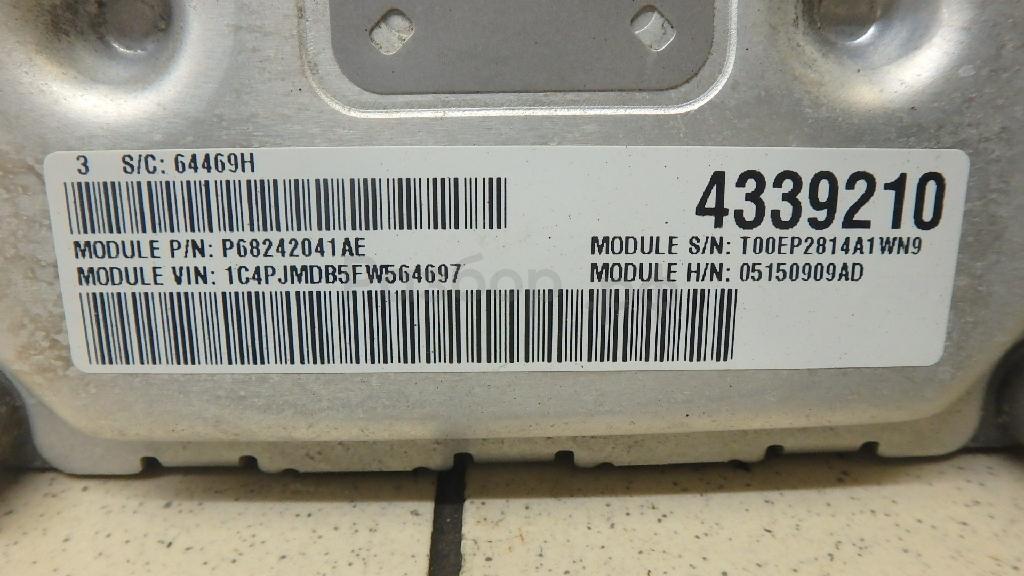 3 S/C: 64469H
4339210
MODULE P/N: P68242041AE
MODULE S/N: T00EP2814A1WN9
MODULE VIN: 1C4PJMDB5FW564697
MODULE H/N: 05150909AD